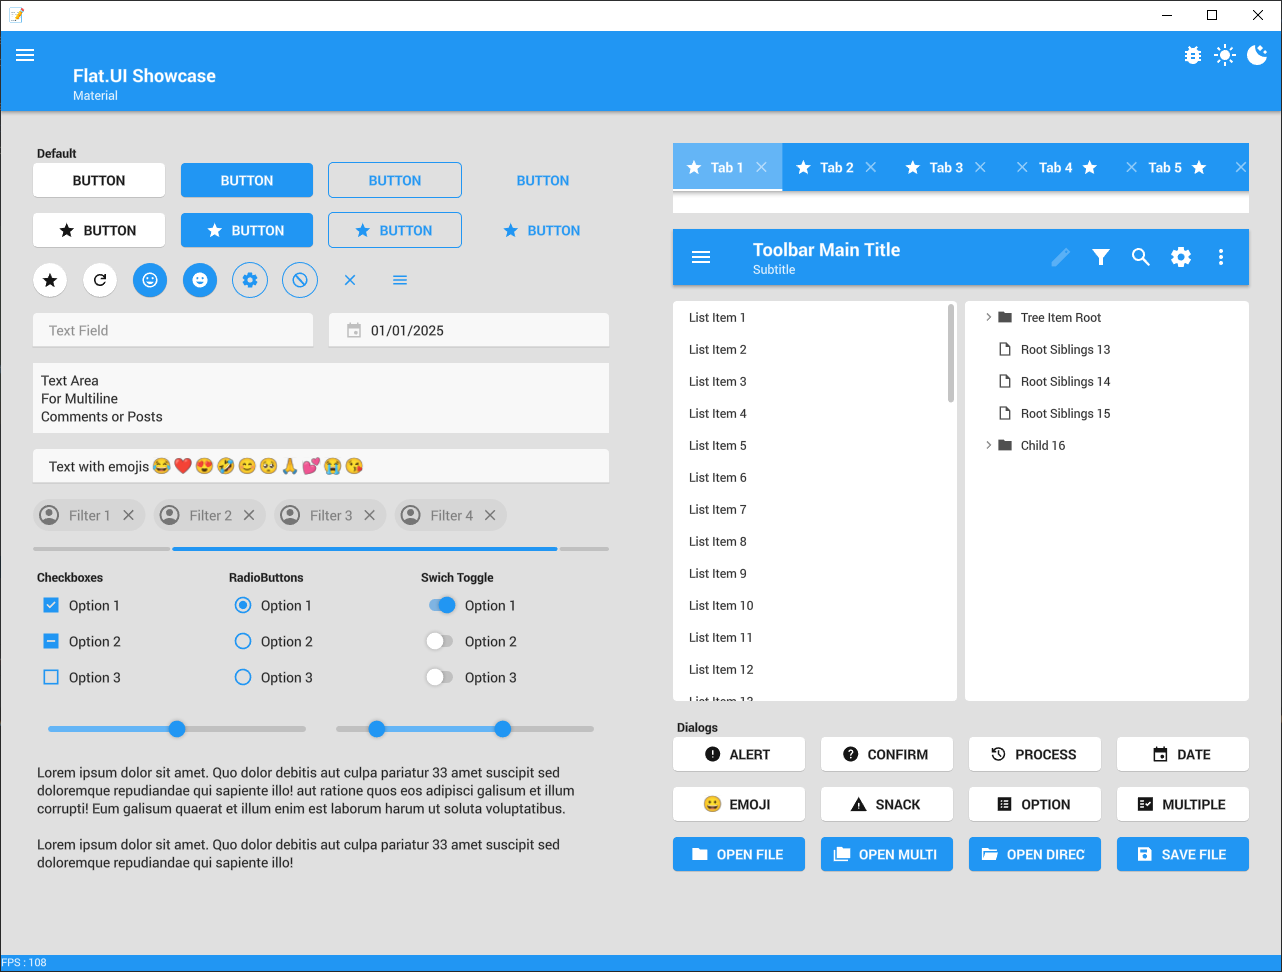 Flat.UI Showcase
Material
Default
BUTTON BUTTON BUTTON BUTTON
BUTTON BUTTON BUTTON BUTTON
Text Field 01/01/2025
Text Area
For Multiline
Comments or Posts
Text with emojis 😂❤️😍🤣😊🥺🙏💕😭😘
Filter 1 Filter 2 Filter 3 Filter 4
Checkboxes RadioButtons Swich Toggle
Option 1 Option 1 Option 1
Option 2 Option 2 Option 2
Option 3 Option 3 Option 3
Lorem ipsum dolor sit amet. Quo dolor debitis aut culpa pariatur 33 amet suscipit sed
doloremque repudiandae qui sapiente illo! aut ratione quos eos adipisci galisum et illum
corrupti! Eum galisum quaerat et illum enim est laborum harum ut soluta voluptatibus.
Lorem ipsum dolor sit amet. Quo dolor debitis aut culpa pariatur 33 amet suscipit sed
doloremque repudiandae qui sapiente illo!
Tab 1 Tab 2 Tab 3 Tab 4 Tab 5
Toolbar Main Title
Subtitle
List Item 1
List Item 2
List Item 3
List Item 4
List Item 5
List Item 6
List Item 7
List Item 8
List Item 9
List Item 10
List Item 11
List Item 12
List Item 13
Tree Item Root
Root Siblings 13
Root Siblings 14
Root Siblings 15
Child 16
Dialogs
ALERT CONFIRM PROCESS DATE
EMOJI SNACK OPTION MULTIPLE
OPEN FILE OPEN MULTI OPEN DIREC SAVE FILE
FPS : 108